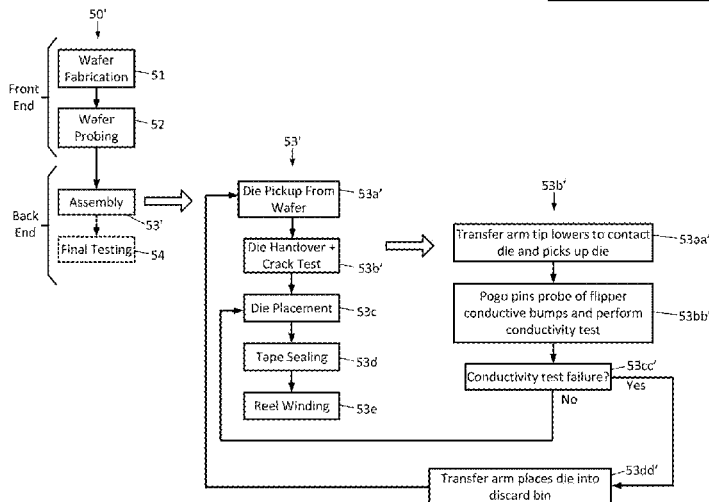 50'
Front
End
Wafer
Fabrication
51
Wafer
Probing
52
Back
End
Assembly
53'
Final Testing
54
53'
Die Pickup From
Wafer
53a'
Die Handover +
Crack Test
53b'
Die Placement
53c
Tape Sealing
53d
Reel Winding
53e
53b'
Transfer arm tip lowers to contact
die and picks up die
53aa'
Pogo pins probe of flipper
conductive bumps and perform
conductivity test
53bb'
Conductivity test failure?
53cc'
Yes
No
Transfer arm places die into
discard bin
53dd'